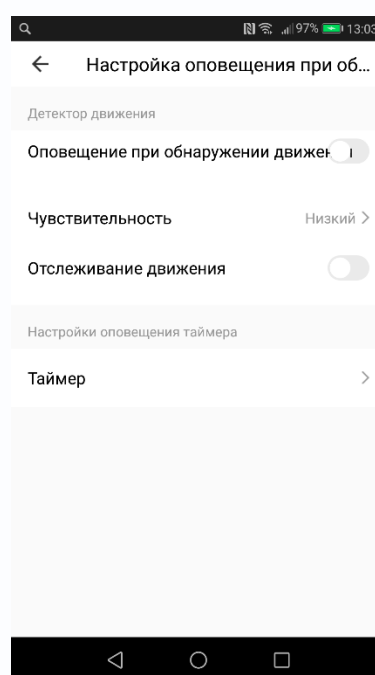 97% 13:03
Настройка оповещения при об...
Детектор движения
Оповещение при обнаружении
Чувствительность Низкий
Отслеживание движения
Настройки оповещения таймера
Таймер